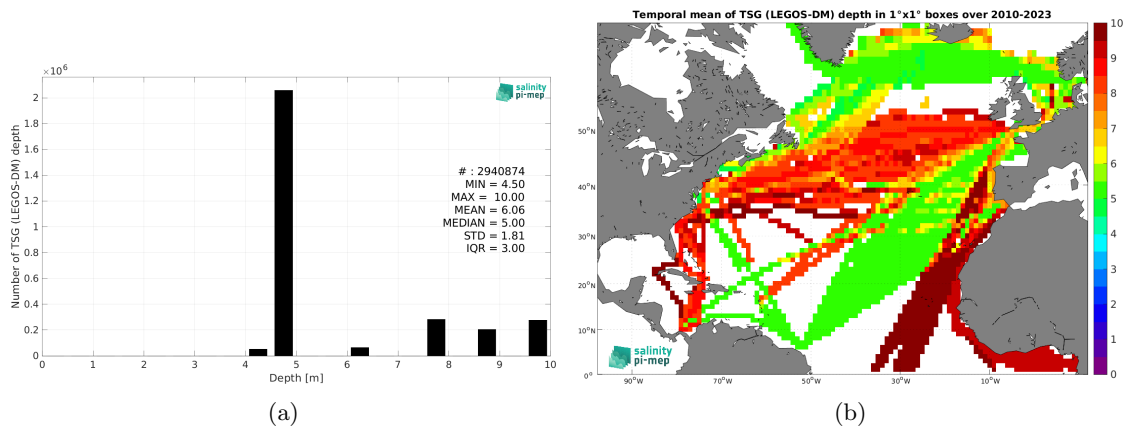 Temporal mean of TSG (LEGOS-DM) depth in 1°x1° boxes over 2010-2023
×10⁶
2
1.8
1.6
1.4
1.2
1
0.8
0.6
0.4
0.2
0
Number of TSG (LEGOS-DM) depth
salinity
pi-mep
# : 2940874
MIN = 4.50
MAX = 10.00
MEAN = 6.06
MEDIAN = 5.00
STD = 1.81
IQR = 3.00
0 1 2 3 4 5 6 7 8 9 10
Depth [m]
(a)
50°N
40°N
30°N
20°N
10°N
0°
90°W 70°W 50°W 30°W 10°W
salinity
pi-mep
10
9
8
7
6
5
4
3
2
1
0
(b)